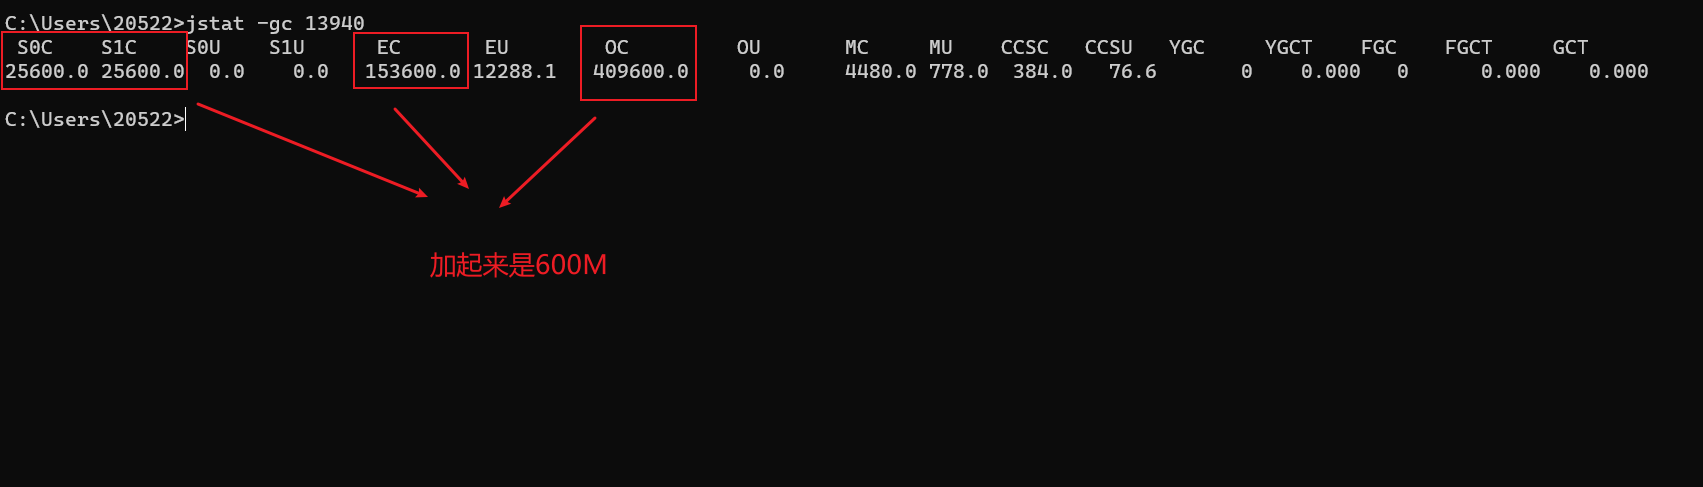 C:\Users\20522>jstat -gc 13940
S0C S1C S0U S1U EC EU OC OU MC MU CCSC CCSU YGC YGCT FGC FGCT GCT
25600.0 25600.0 0.0 0.0 153600.0 12288.1 409600.0 0.0 4480.0 778.0 384.0 76.6 0 0.000 0 0.000 0.000
C:\Users\20522>
加起来是600M